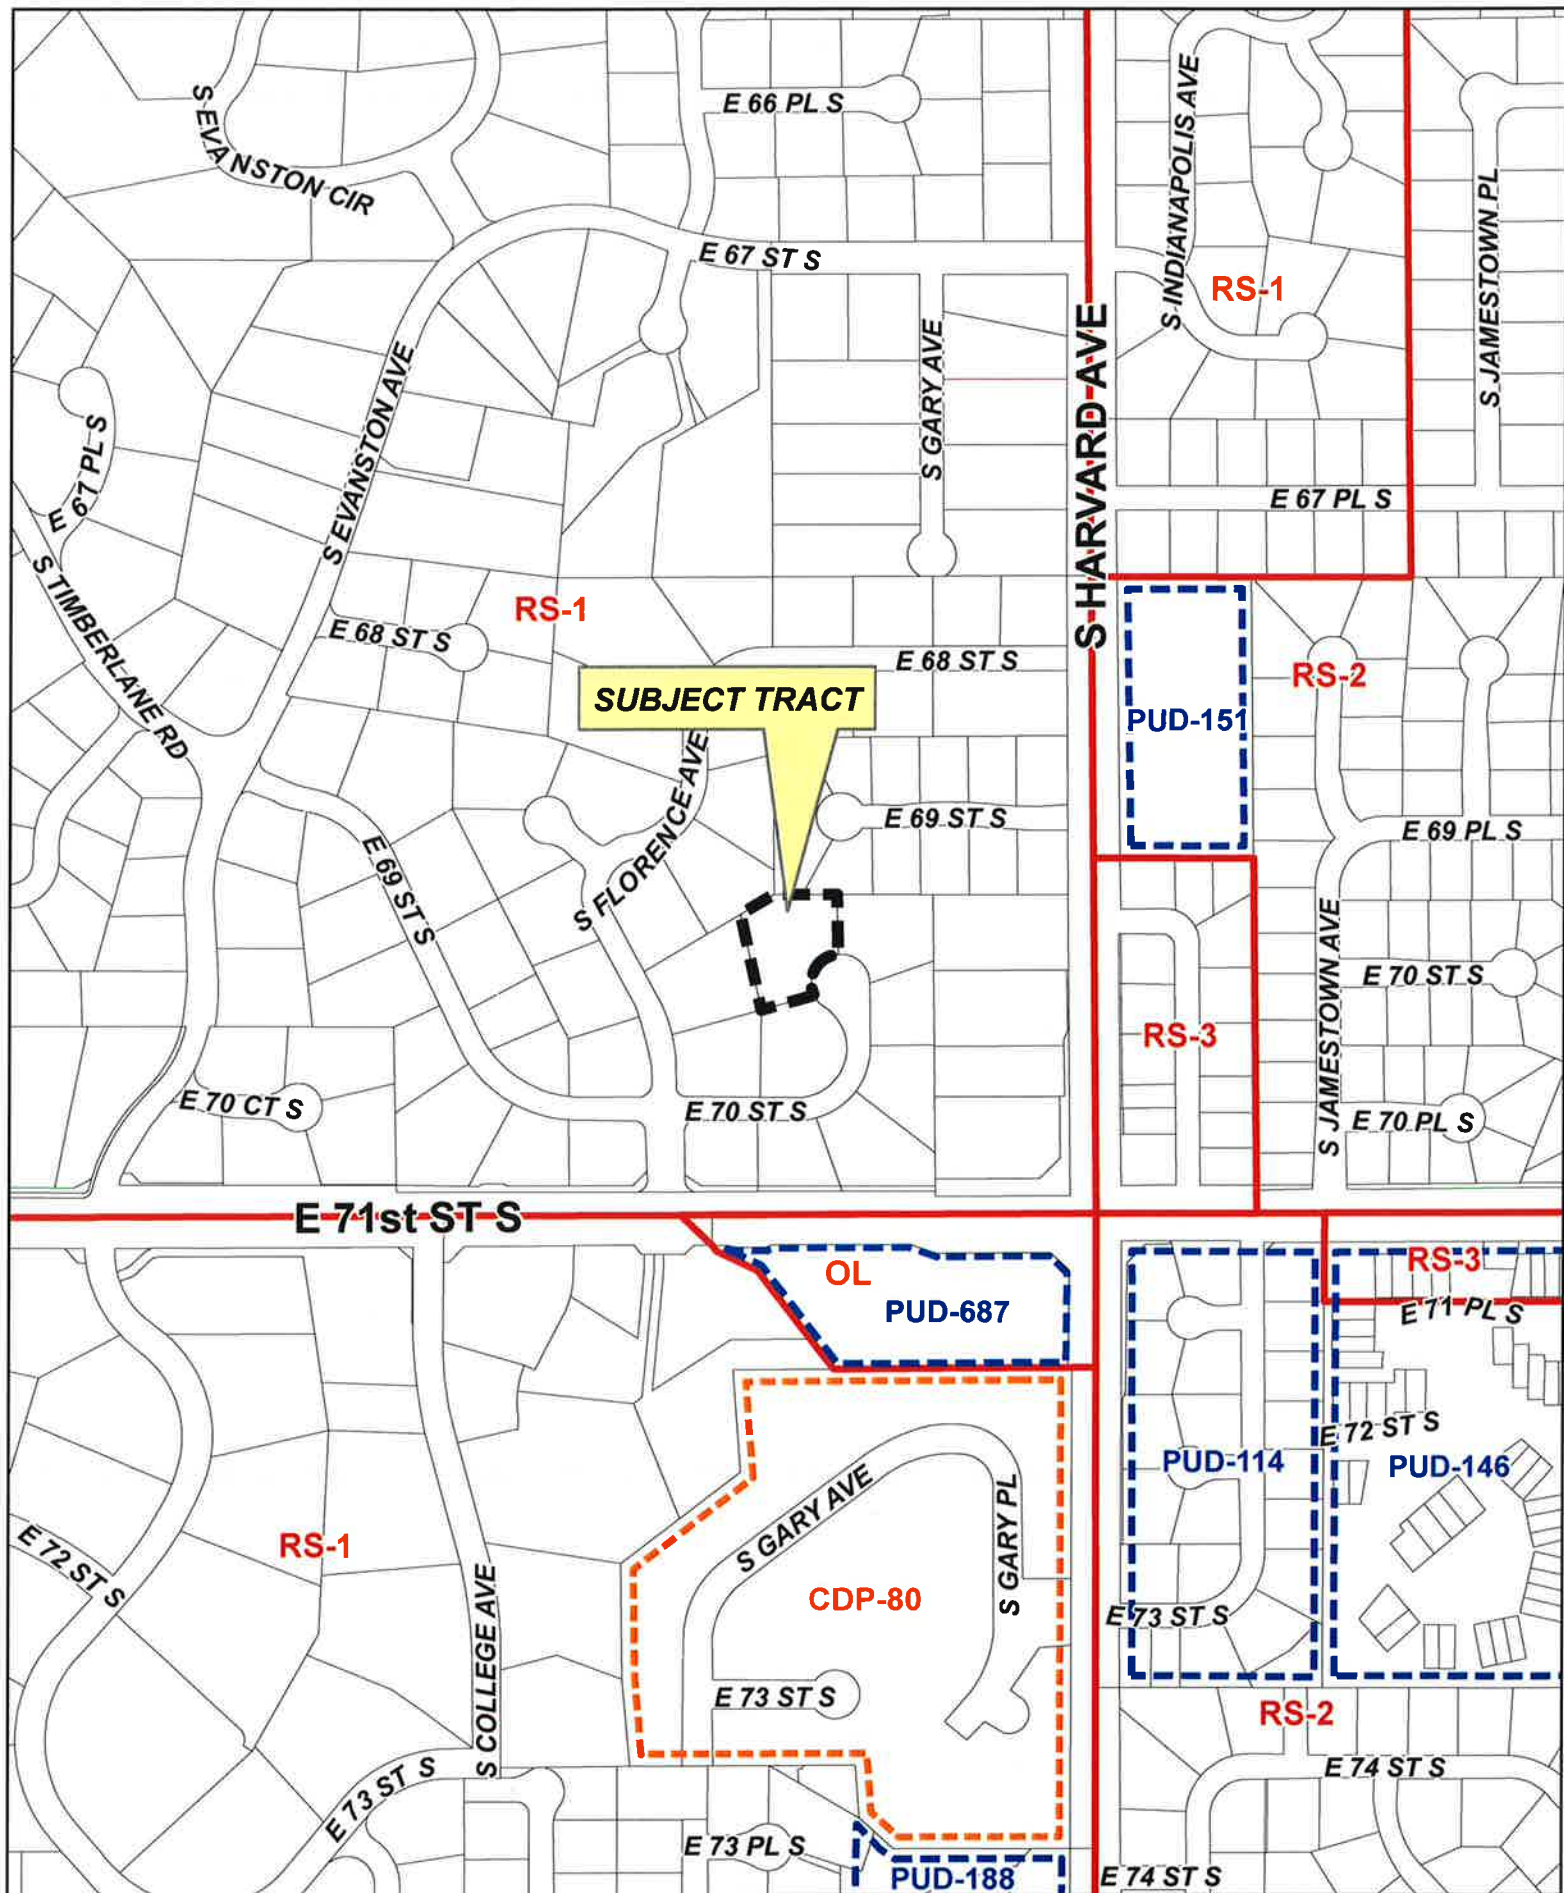 E 66 PL S
S EVANSTON CIR
S INDIANAPOLIS AVE
S JAMESTOWN PL
E 67 ST S
RS-1
S GARY AVE
S HARVARD AVE
S EVANSTON AVE
E 67 PL S
E 67 PL S
S TIMBERLANE RD
RS-1
E 68 ST S
E 68 ST S
RS-2
SUBJECT TRACT
PUD-151
S FLORENCE AVE
E 69 ST S
E 69 PL S
E 69 ST S
S JAMESTOWN AVE
E 70 ST S
RS-3
E 70 CT S
E 70 ST S
E 70 PL S
E 71st ST S
OL
PUD-687
RS-3
E 71 PL S
E 72 ST S
PUD-114
PUD-146
S GARY AVE
S GARY PL
RS-1
E 72 ST S
CDP-80
S COLLEGE AVE
E 73 ST S
E 73 ST S
RS-2
E 73 ST S
E 74 ST S
E 73 PL S
PUD-188
E 74 ST S